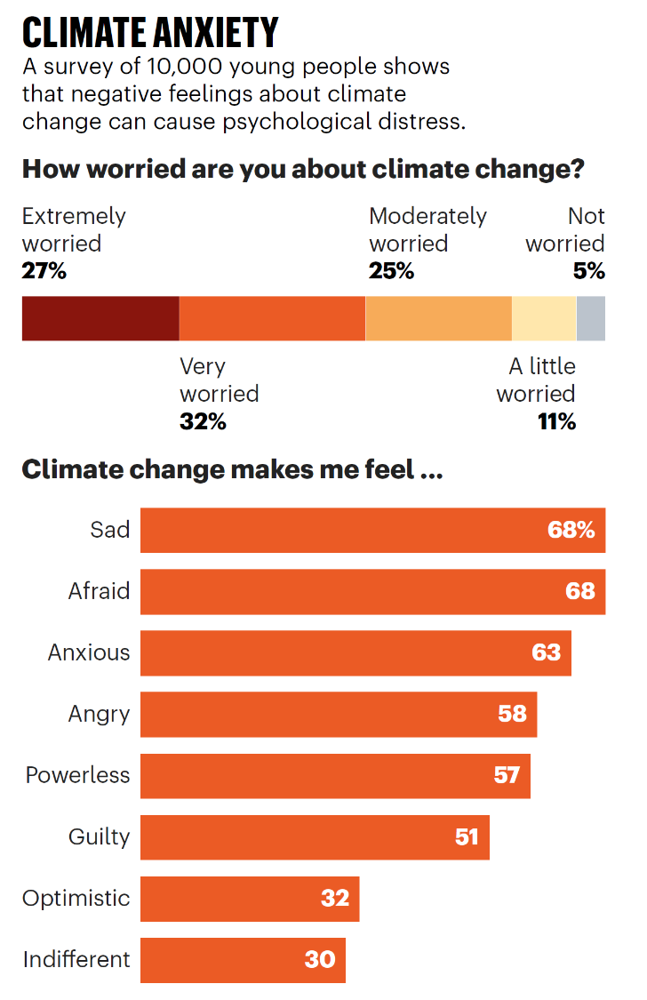 CLIMATE ANXIETY
A survey of 10,000 young people shows
that negative feelings about climate
change can cause psychological distress.
How worried are you about climate change?
Extremely
worried
27%
Moderately
worried
25%
Not
worried
5%
Very
worried
32%
A little
worried
11%
Climate change makes me feel ...
Sad 68%
Afraid 68
Anxious 63
Angry 58
Powerless 57
Guilty 51
Optimistic 32
Indifferent 30